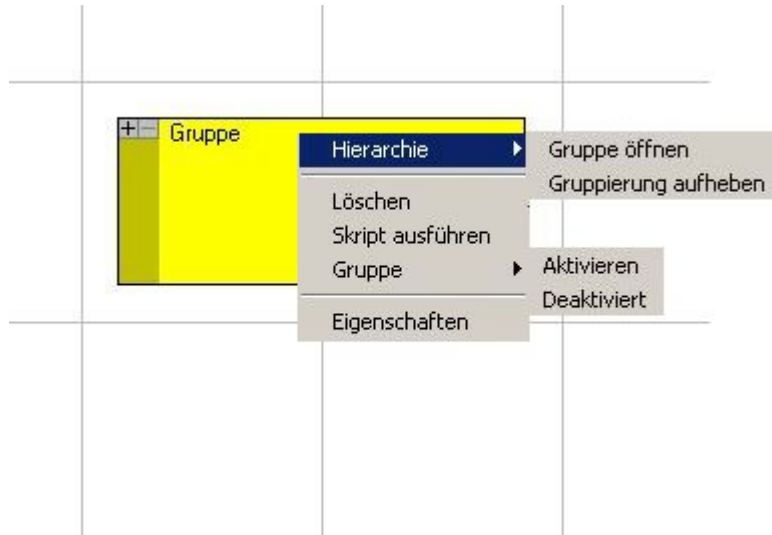 Gruppe
Hierarchie
Gruppe öffnen
Gruppierung aufheben
Löschen
Skript ausführen
Gruppe
Aktivieren
Deaktiviert
Eigenschaften